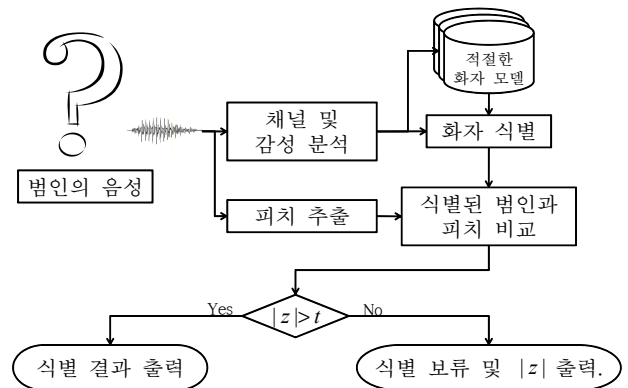 ?
적절한
화자 모델
채널 및
감성 분석
화자 식별
범인의 음성
피치 추출
식별된 범인과
피치 비교
Yes
|z|>t
No
식별 결과 출력
식별 보류 및 |z| 출력.